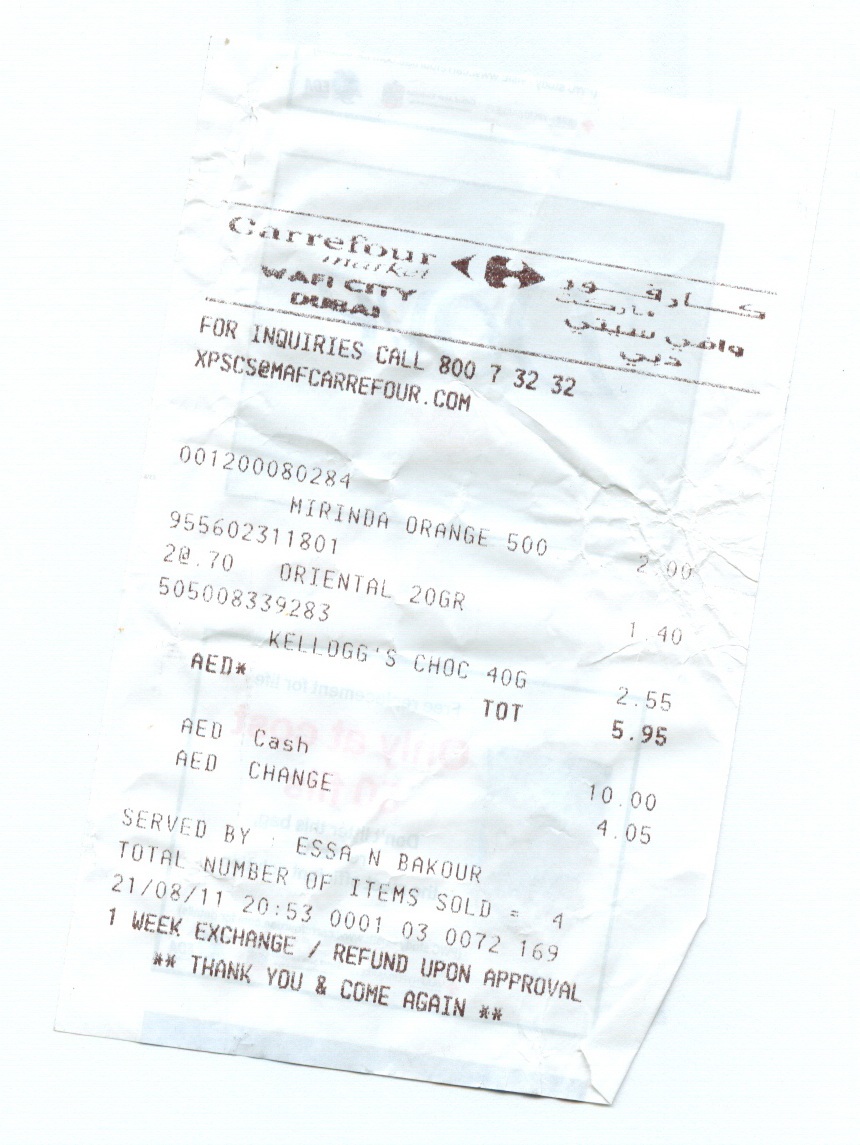 Carrefour
market
WAFI CITY
DUBAI
كارفور
ماركت
وافي سيتي
دبي
FOR INQUIRIES CALL 800 7 32 32
XPSCS@MAFCARREFOUR.COM
001200080284
MIRINDA ORANGE 500 2.00
955602311801
2@.70 ORIENTAL 20GR 1.40
505008339283
KELLOGG'S CHOC 40G 2.55
AED* TOT 5.95
AED Cash 10.00
AED CHANGE 4.05
SERVED BY : ESSA N BAKOUR
TOTAL NUMBER OF ITEMS SOLD = 4
21/08/11 20:53 0001 03 0072 169
1 WEEK EXCHANGE / REFUND UPON APPROVAL
** THANK YOU & COME AGAIN **